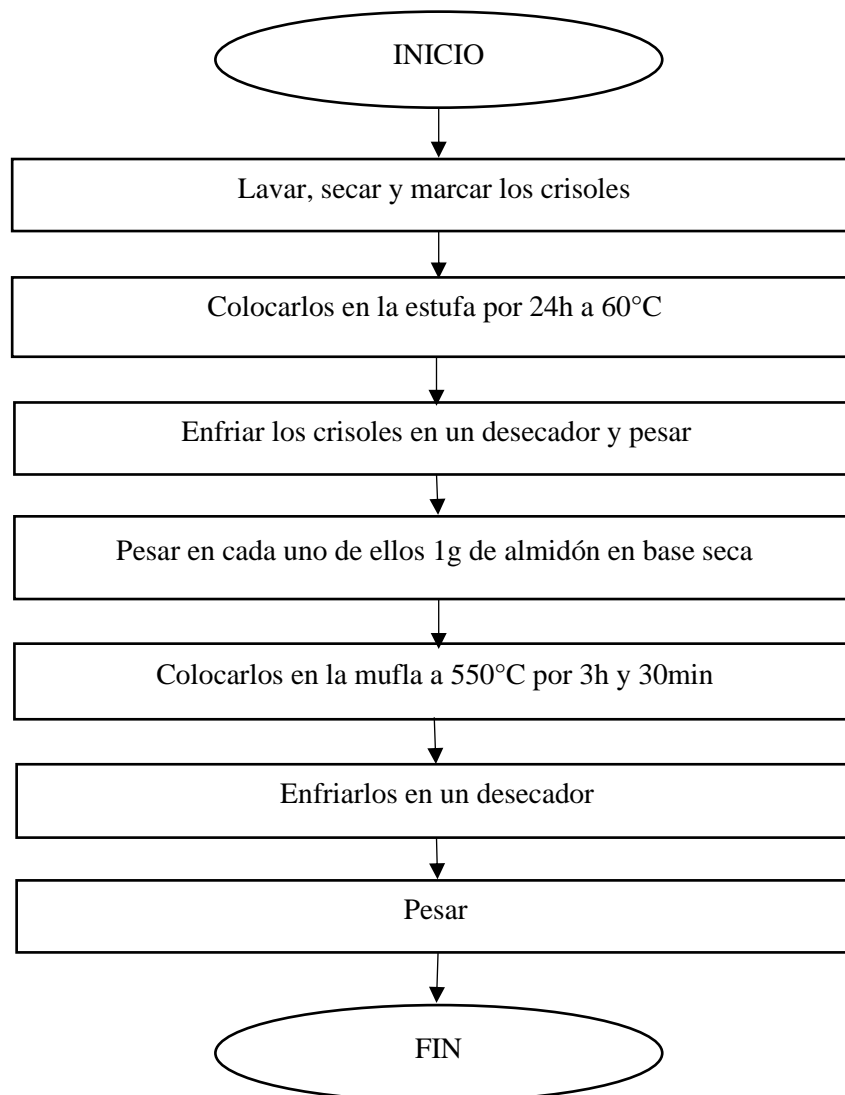 INICIO
Lavar, secar y marcar los crisoles
Colocarlos en la estufa por 24h a 60°C
Enfriar los crisoles en un desecador y pesar
Pesar en cada uno de ellos 1g de almidón en base seca
Colocarlos en la mufla a 550°C por 3h y 30min
Enfriarlos en un desecador
Pesar
FIN